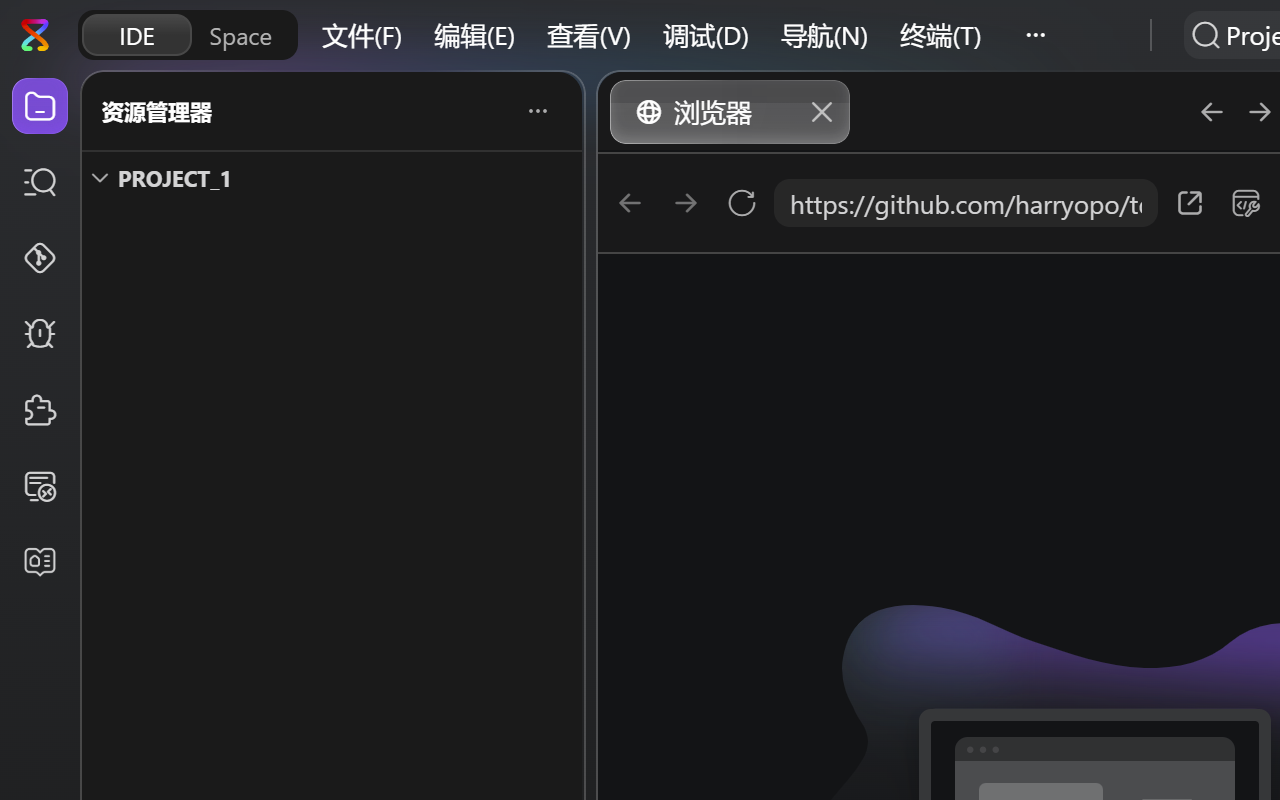 IDE Space 文件(F) 编辑(E) 查看(V) 调试(D) 导航(N) 终端(T) ··· Proje
资源管理器 ···
浏览器
PROJECT_1
https://github.com/harryopo/t